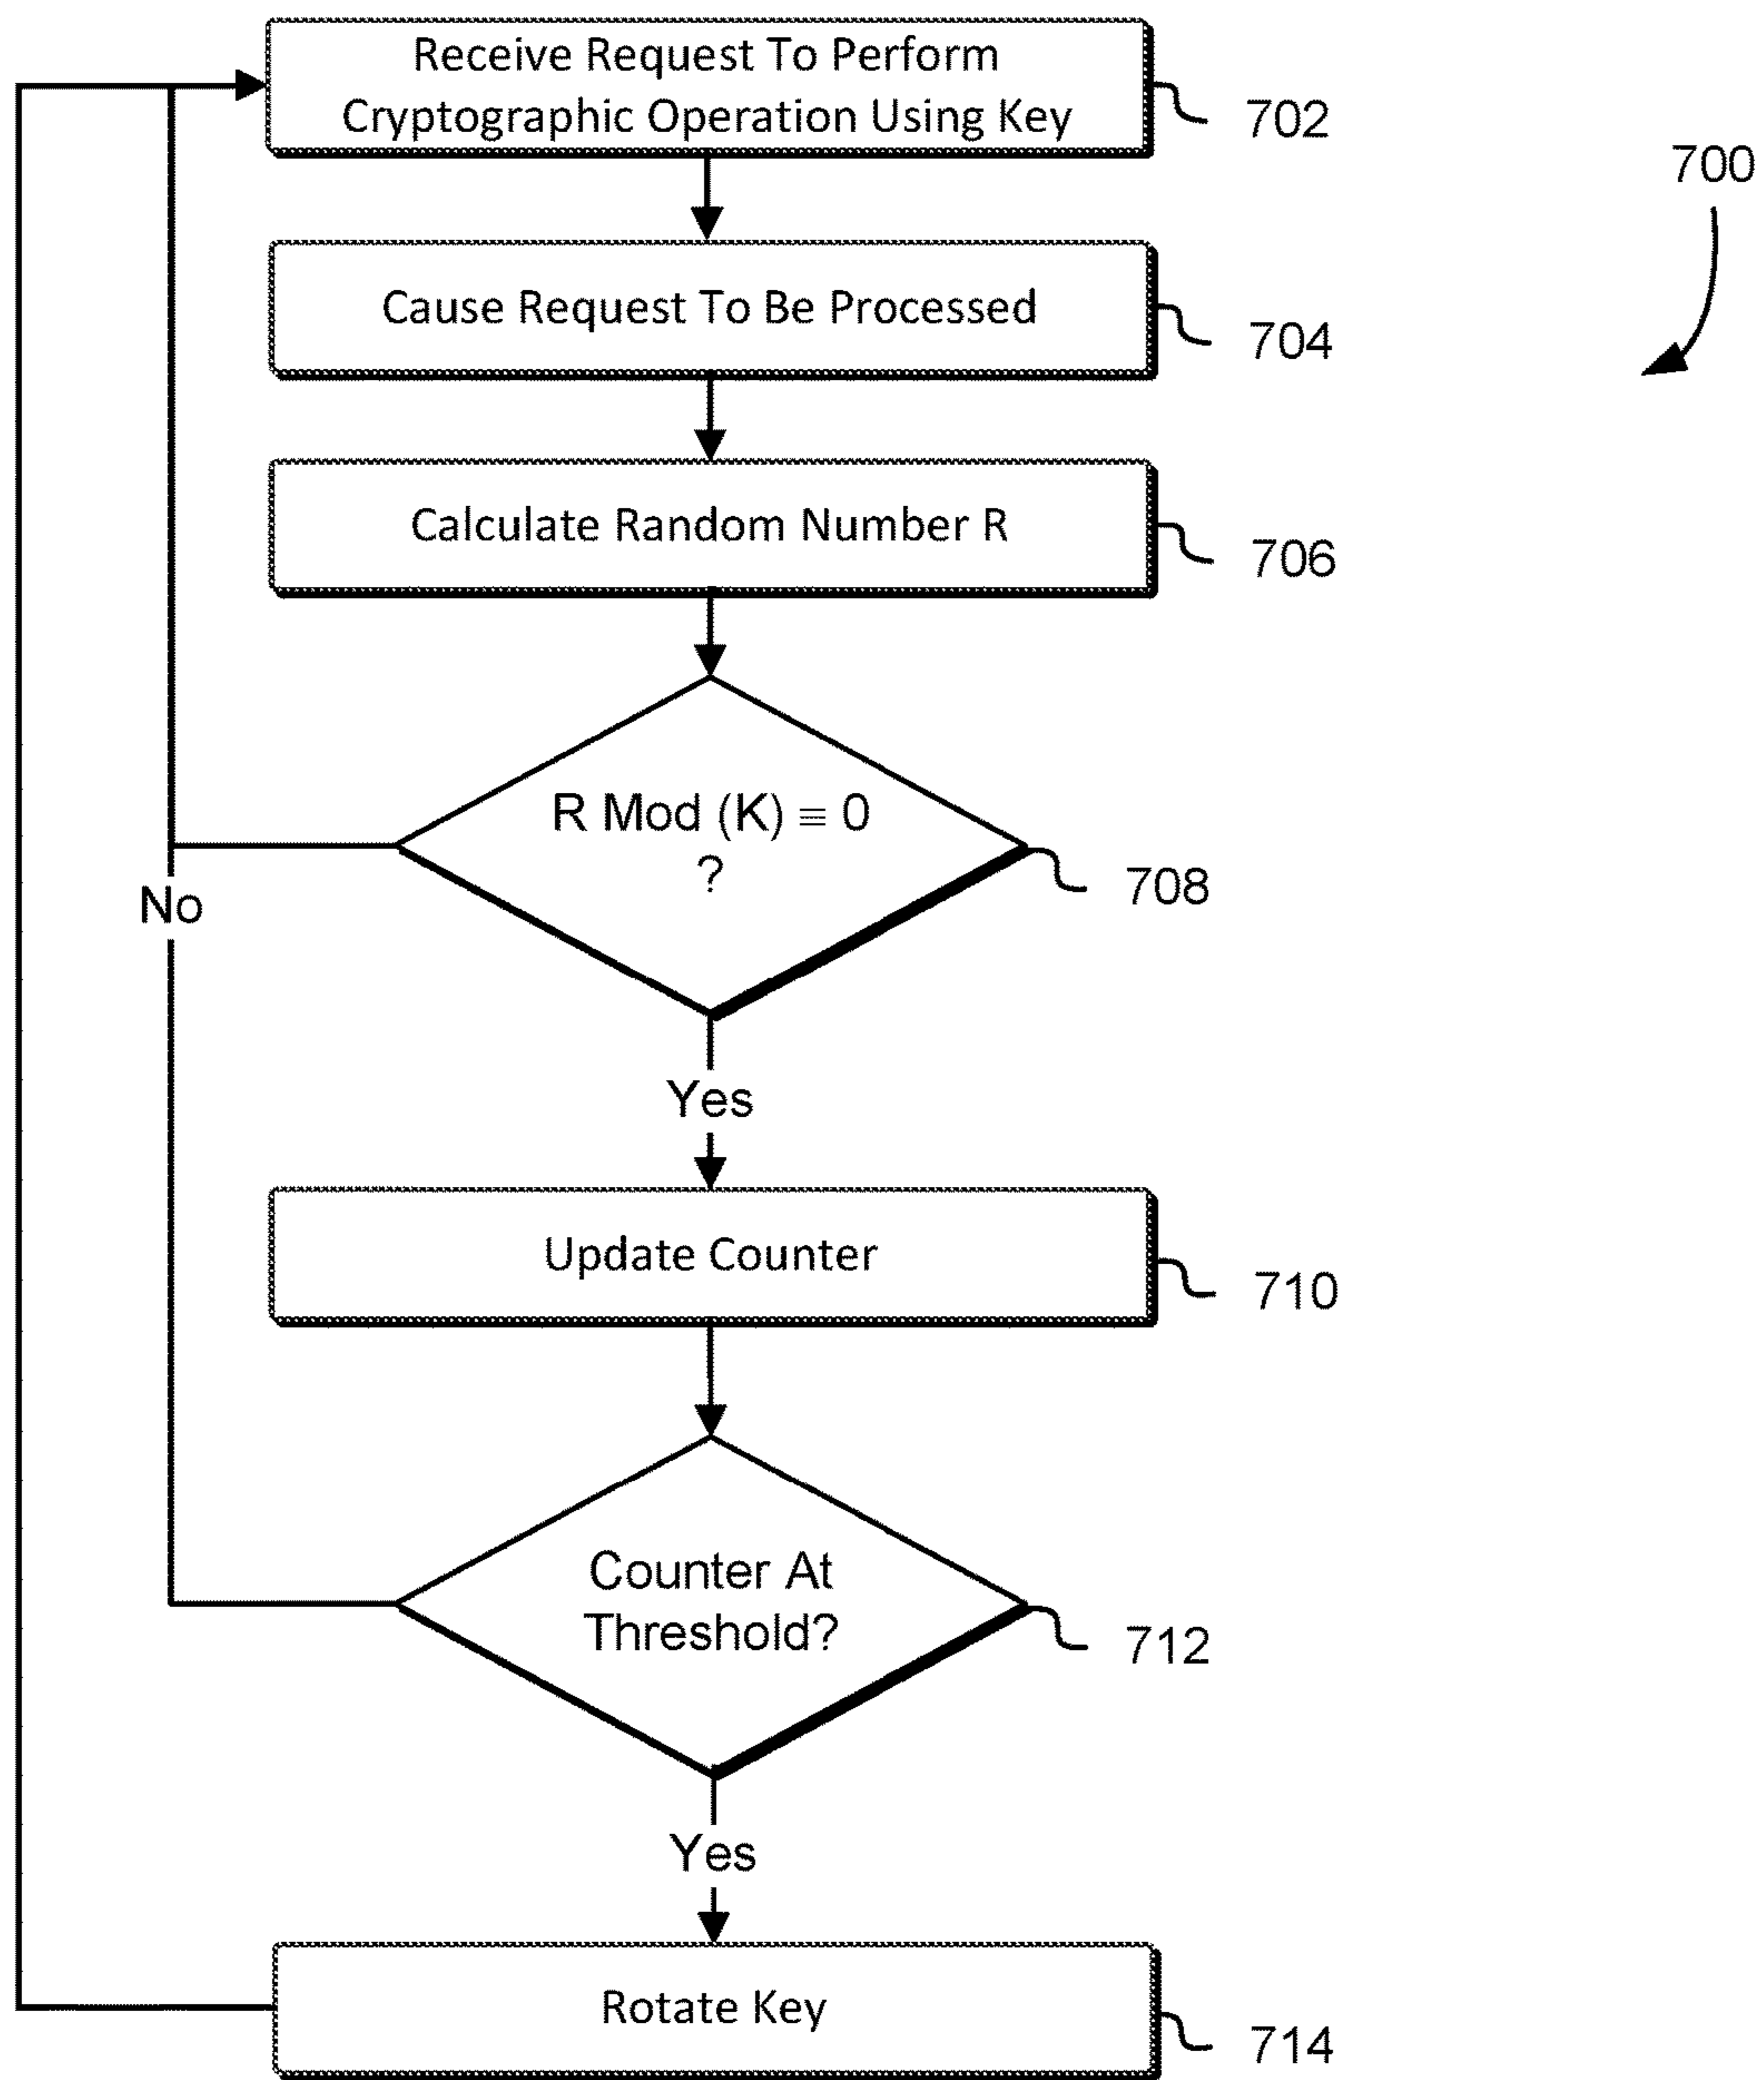 Receive Request To Perform
Cryptographic Operation Using Key
702
700
Cause Request To Be Processed
704
Calculate Random Number R
706
R Mod (K) ≡ 0
?
708
No
Yes
Update Counter
710
Counter At
Threshold?
712
Yes
Rotate Key
714